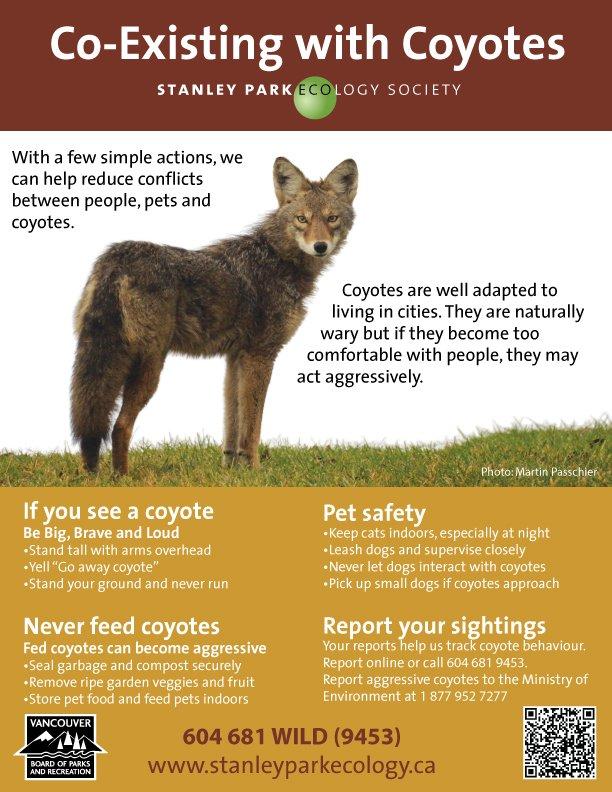 Co-Existing with Coyotes
STANLEY PARK ECOLOGY SOCIETY
With a few simple actions, we
can help reduce conflicts
between people, pets and
coyotes.
Coyotes are well adapted to
living in cities. They are naturally
wary but if they become too
comfortable with people, they may
act aggressively.
Photo: Martin Passchier
If you see a coyote
Be Big, Brave and Loud
•Stand tall with arms overhead
•Yell "Go away coyote"
•Stand your ground and never run
Pet safety
•Keep cats indoors, especially at night
•Leash dogs and supervise closely
•Never let dogs interact with coyotes
•Pick up small dogs if coyotes approach
Never feed coyotes
Fed coyotes can become aggressive
•Seal garbage and compost securely
•Remove ripe garden veggies and fruit
•Store pet food and feed pets indoors
Report your sightings
Your reports help us track coyote behaviour.
Report online or call 604 681 9453.
Report aggressive coyotes to the Ministry of
Environment at 1 877 952 7277
VANCOUVER
BOARD OF PARKS
AND RECREATION
604 681 WILD (9453)
www.stanleyparkecology.ca